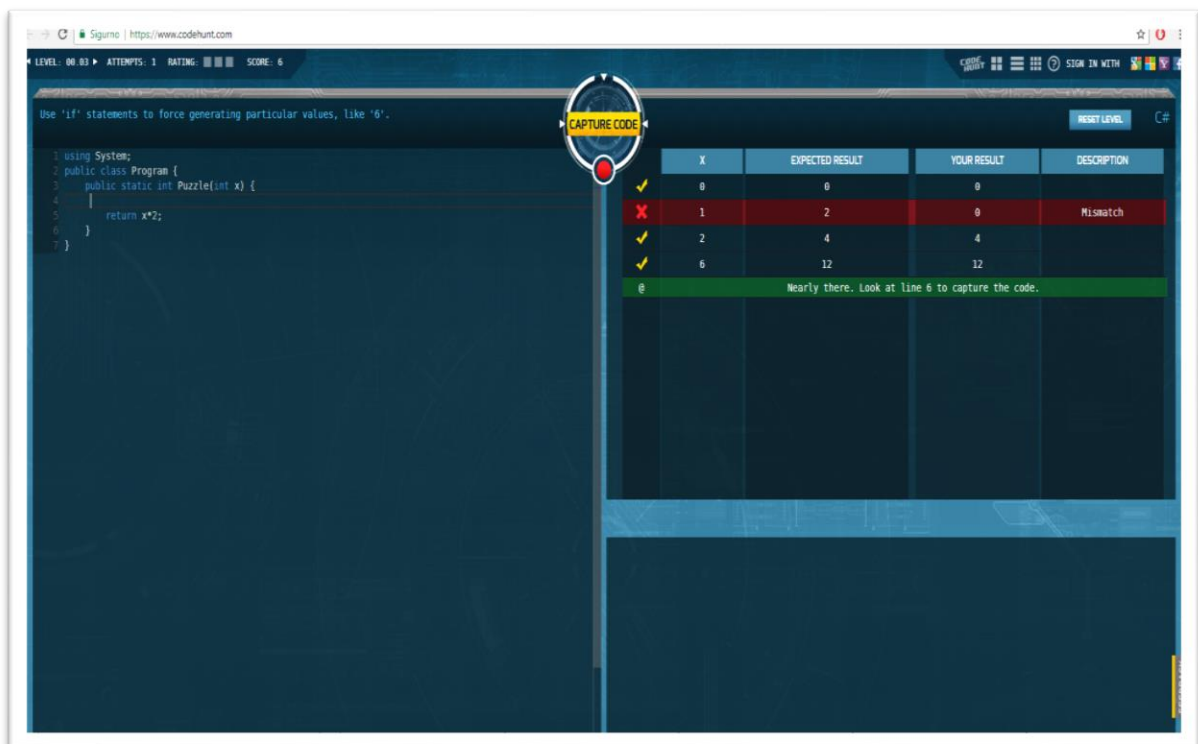 Sigurno | https://www.codehunt.com
LEVEL: 00.03 ATTEMPTS: 1 RATING: SCORE: 6
CODE HUNT
? SIGN IN WITH
Use 'if' statements to force generating particular values, like '6'.
CAPTURE CODE
RESET LEVEL C#
1 using System;
2 public class Program {
3 public static int Puzzle(int x) {
4
5 return x*2;
6 }
7 }
X EXPECTED RESULT YOUR RESULT DESCRIPTION
0 0 0
1 2 0 Mismatch
2 4 4
6 12 12
@ Nearly there. Look at line 6 to capture the code.